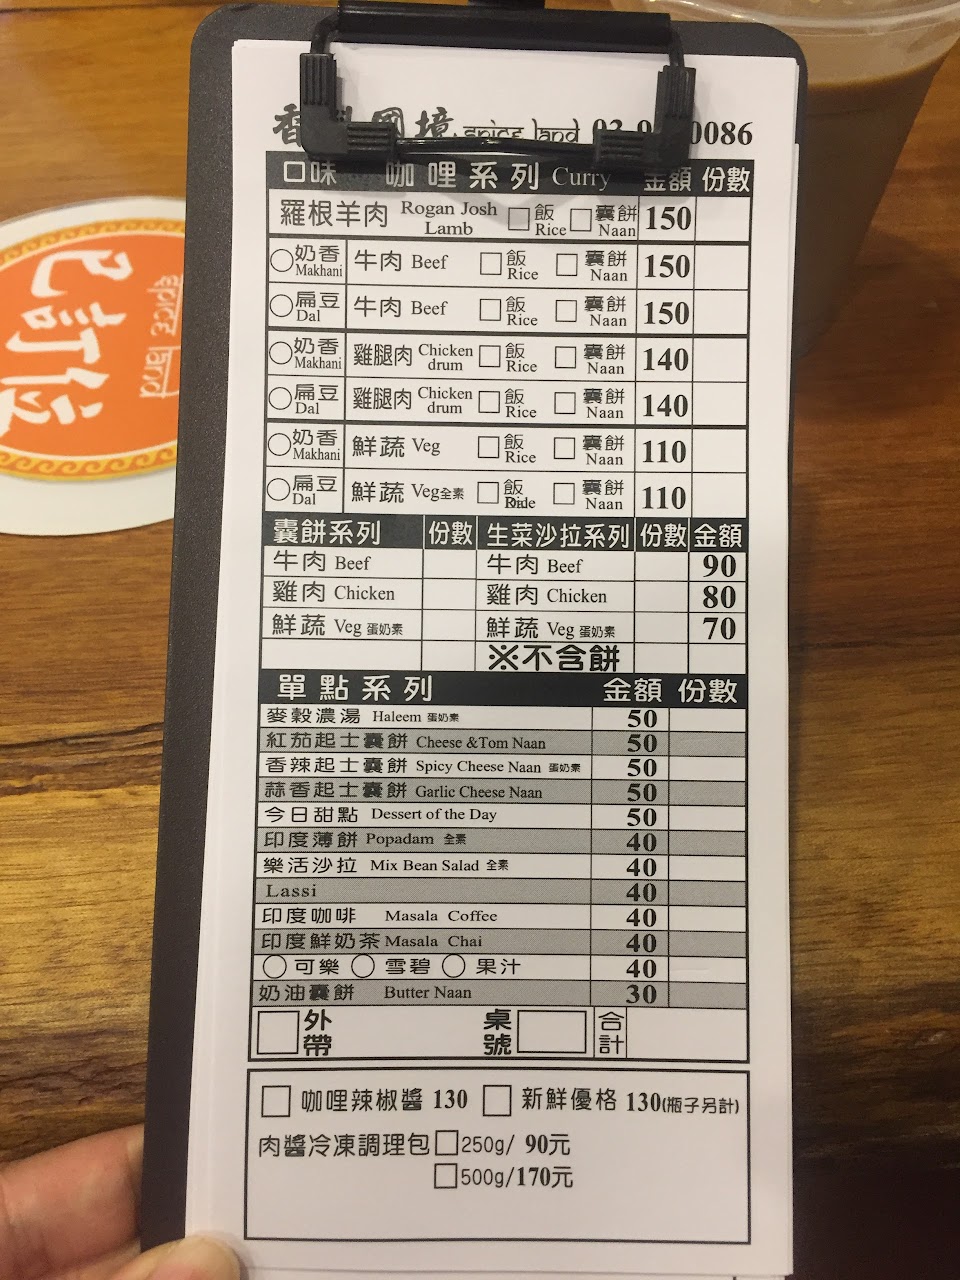 香 國境 spice land 03 0086
口味 咖哩系列 Curry 金額 份數
羅根羊肉 Rogan Josh Lamb □飯 Rice □囊餅 Naan 150
○奶香 Makhani 牛肉 Beef □飯 Rice □囊餅 Naan 150
○扁豆 Dal 牛肉 Beef □飯 Rice □囊餅 Naan 150
○奶香 Makhani 雞腿肉 Chicken drum □飯 Rice □囊餅 Naan 140
○扁豆 Dal 雞腿肉 Chicken drum □飯 Rice □囊餅 Naan 140
○奶香 Makhani 鮮蔬 Veg □飯 Rice □囊餅 Naan 110
○扁豆 Dal 鮮蔬 Veg全素 □飯 □囊餅 Naan 110
囊餅系列 份數 生菜沙拉系列 份數 金額
牛肉 Beef 牛肉 Beef 90
雞肉 Chicken 雞肉 Chicken 80
鮮蔬 Veg 蛋奶素 鮮蔬 Veg 蛋奶素 70
※不含餅
單點系列 金額 份數
麥穀濃湯 Haleem 蛋奶素 50
紅茄起士囊餅 Cheese &Tom Naan 50
香辣起士囊餅 Spicy Cheese Naan 蛋奶素 50
蒜香起士囊餅 Garlic Cheese Naan 50
今日甜點 Dessert of the Day 50
印度薄餅 Popadam 全素 40
樂活沙拉 Mix Bean Salad 全素 40
Lassi 40
印度咖啡 Masala Coffee 40
印度鮮奶茶 Masala Chai 40
○可樂 ○雪碧 ○果汁 40
奶油囊餅 Butter Naan 30
□外帶 桌號 合計
□ 咖哩辣椒醬 130 □ 新鮮優格 130(瓶子另計)
肉醬冷凍調理包□250g/ 90元
□500g/170元
spice land